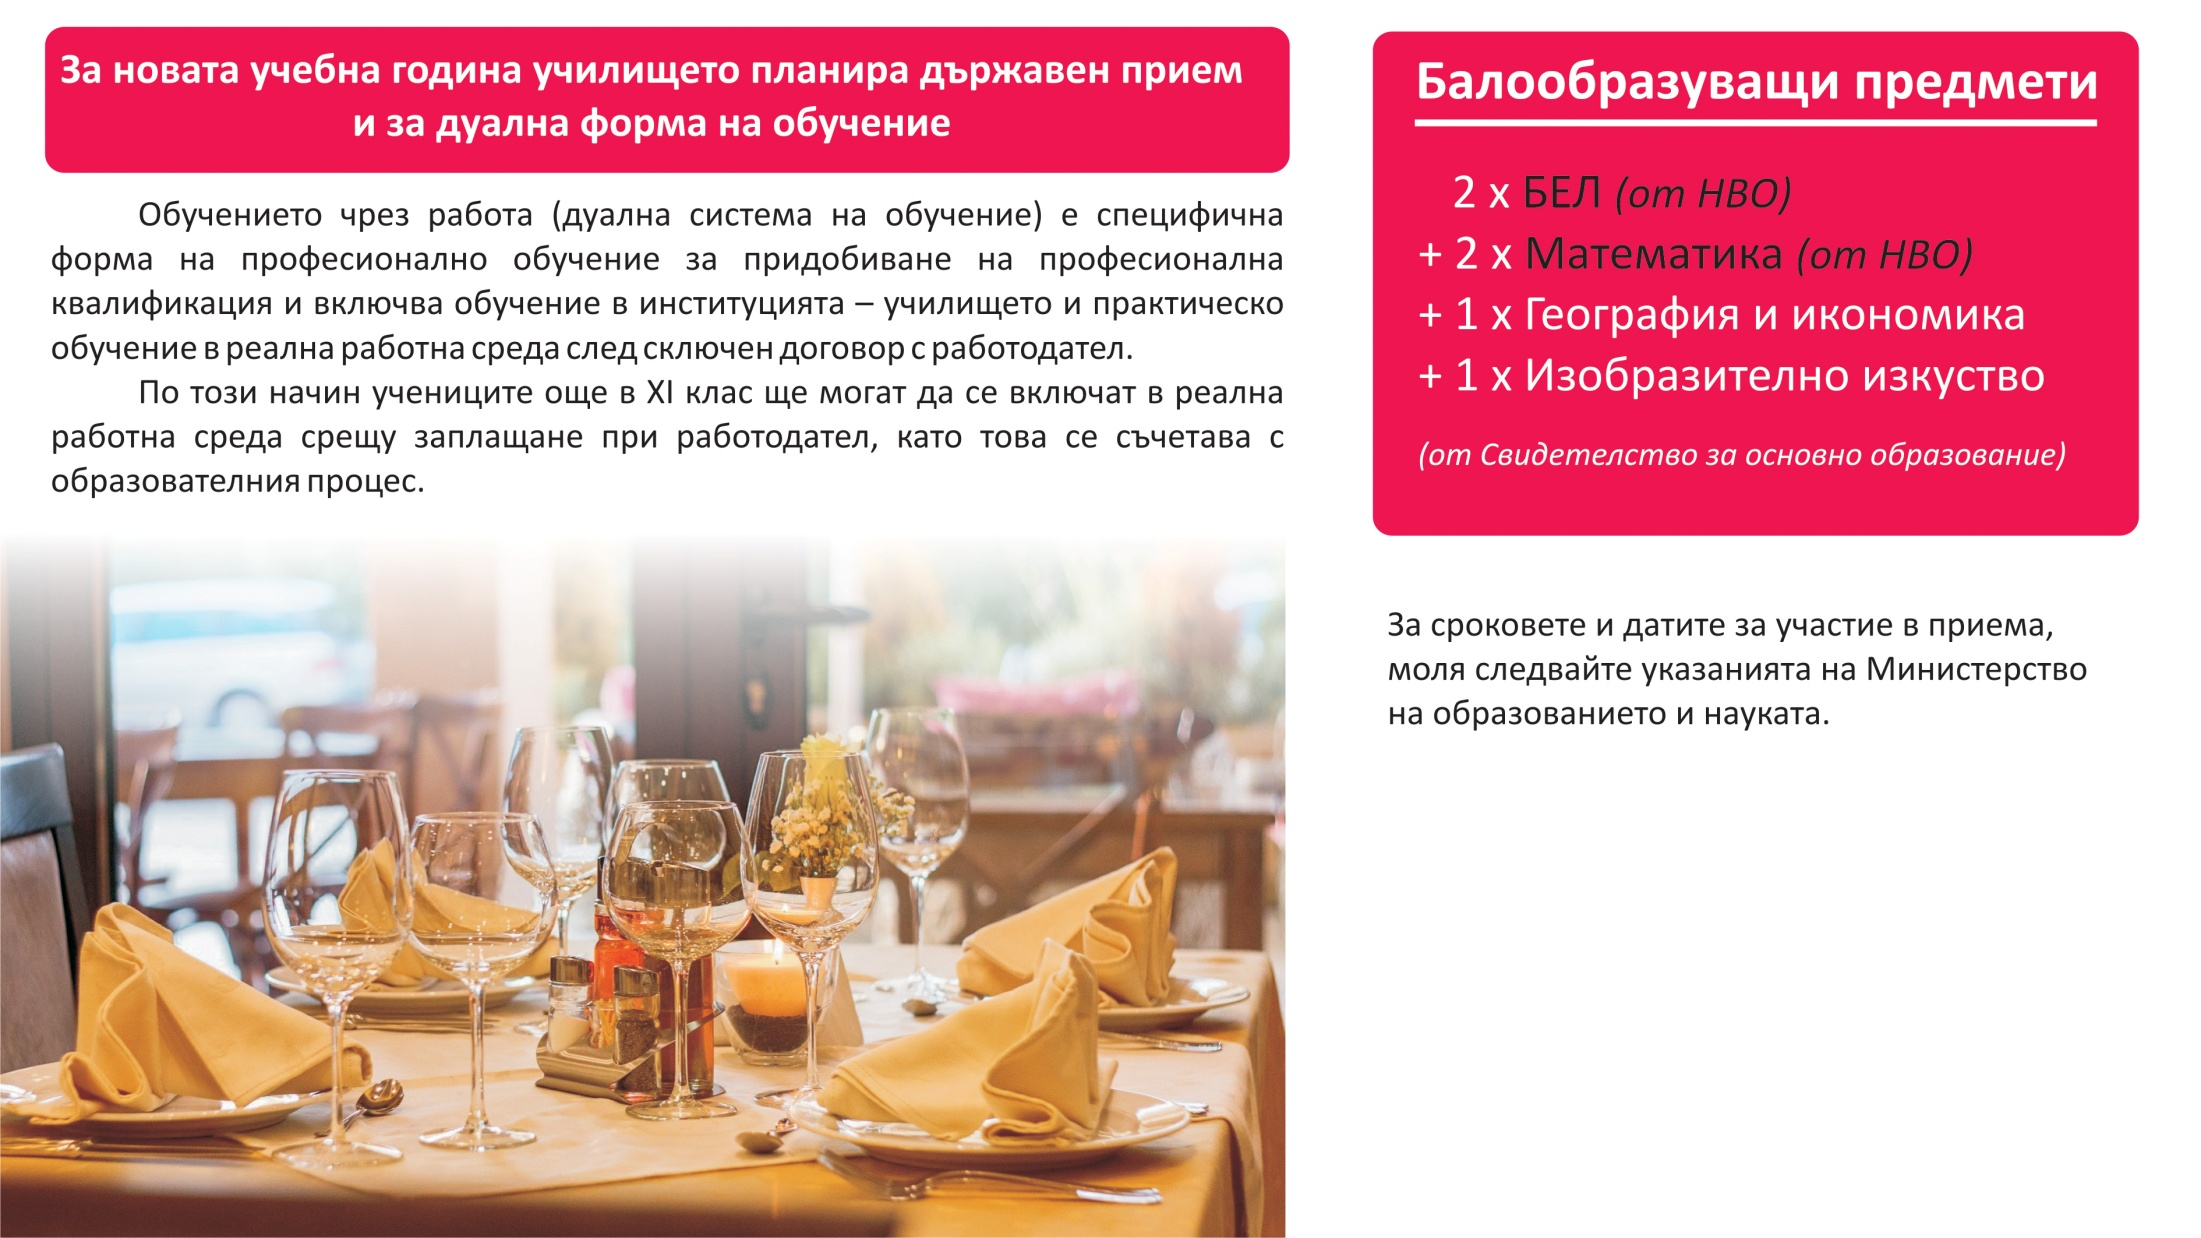 За новата учебна година училището планира държавен прием
и за дуална форма на обучение
Обучението чрез работа (дуална система на обучение) е специфична
форма на професионално обучение за придобиване на професионална
квалификация и включва обучение в институцията – училището и практическо
обучение в реална работна среда след сключен договор с работодател.
По този начин учениците още в XI клас ще могат да се включат в реална
работна среда срещу заплащане при работодател, като това се съчетава с
образователния процес.
Балообразуващи предмети
2 x БЕЛ (от НВО)
+ 2 x Математика (от НВО)
+ 1 x География и икономика
+ 1 x Изобразително изкуство
(от Свидетелство за основно образование)
За сроковете и датите за участие в приема,
моля следвайте указанията на Министерство
на образованието и науката.